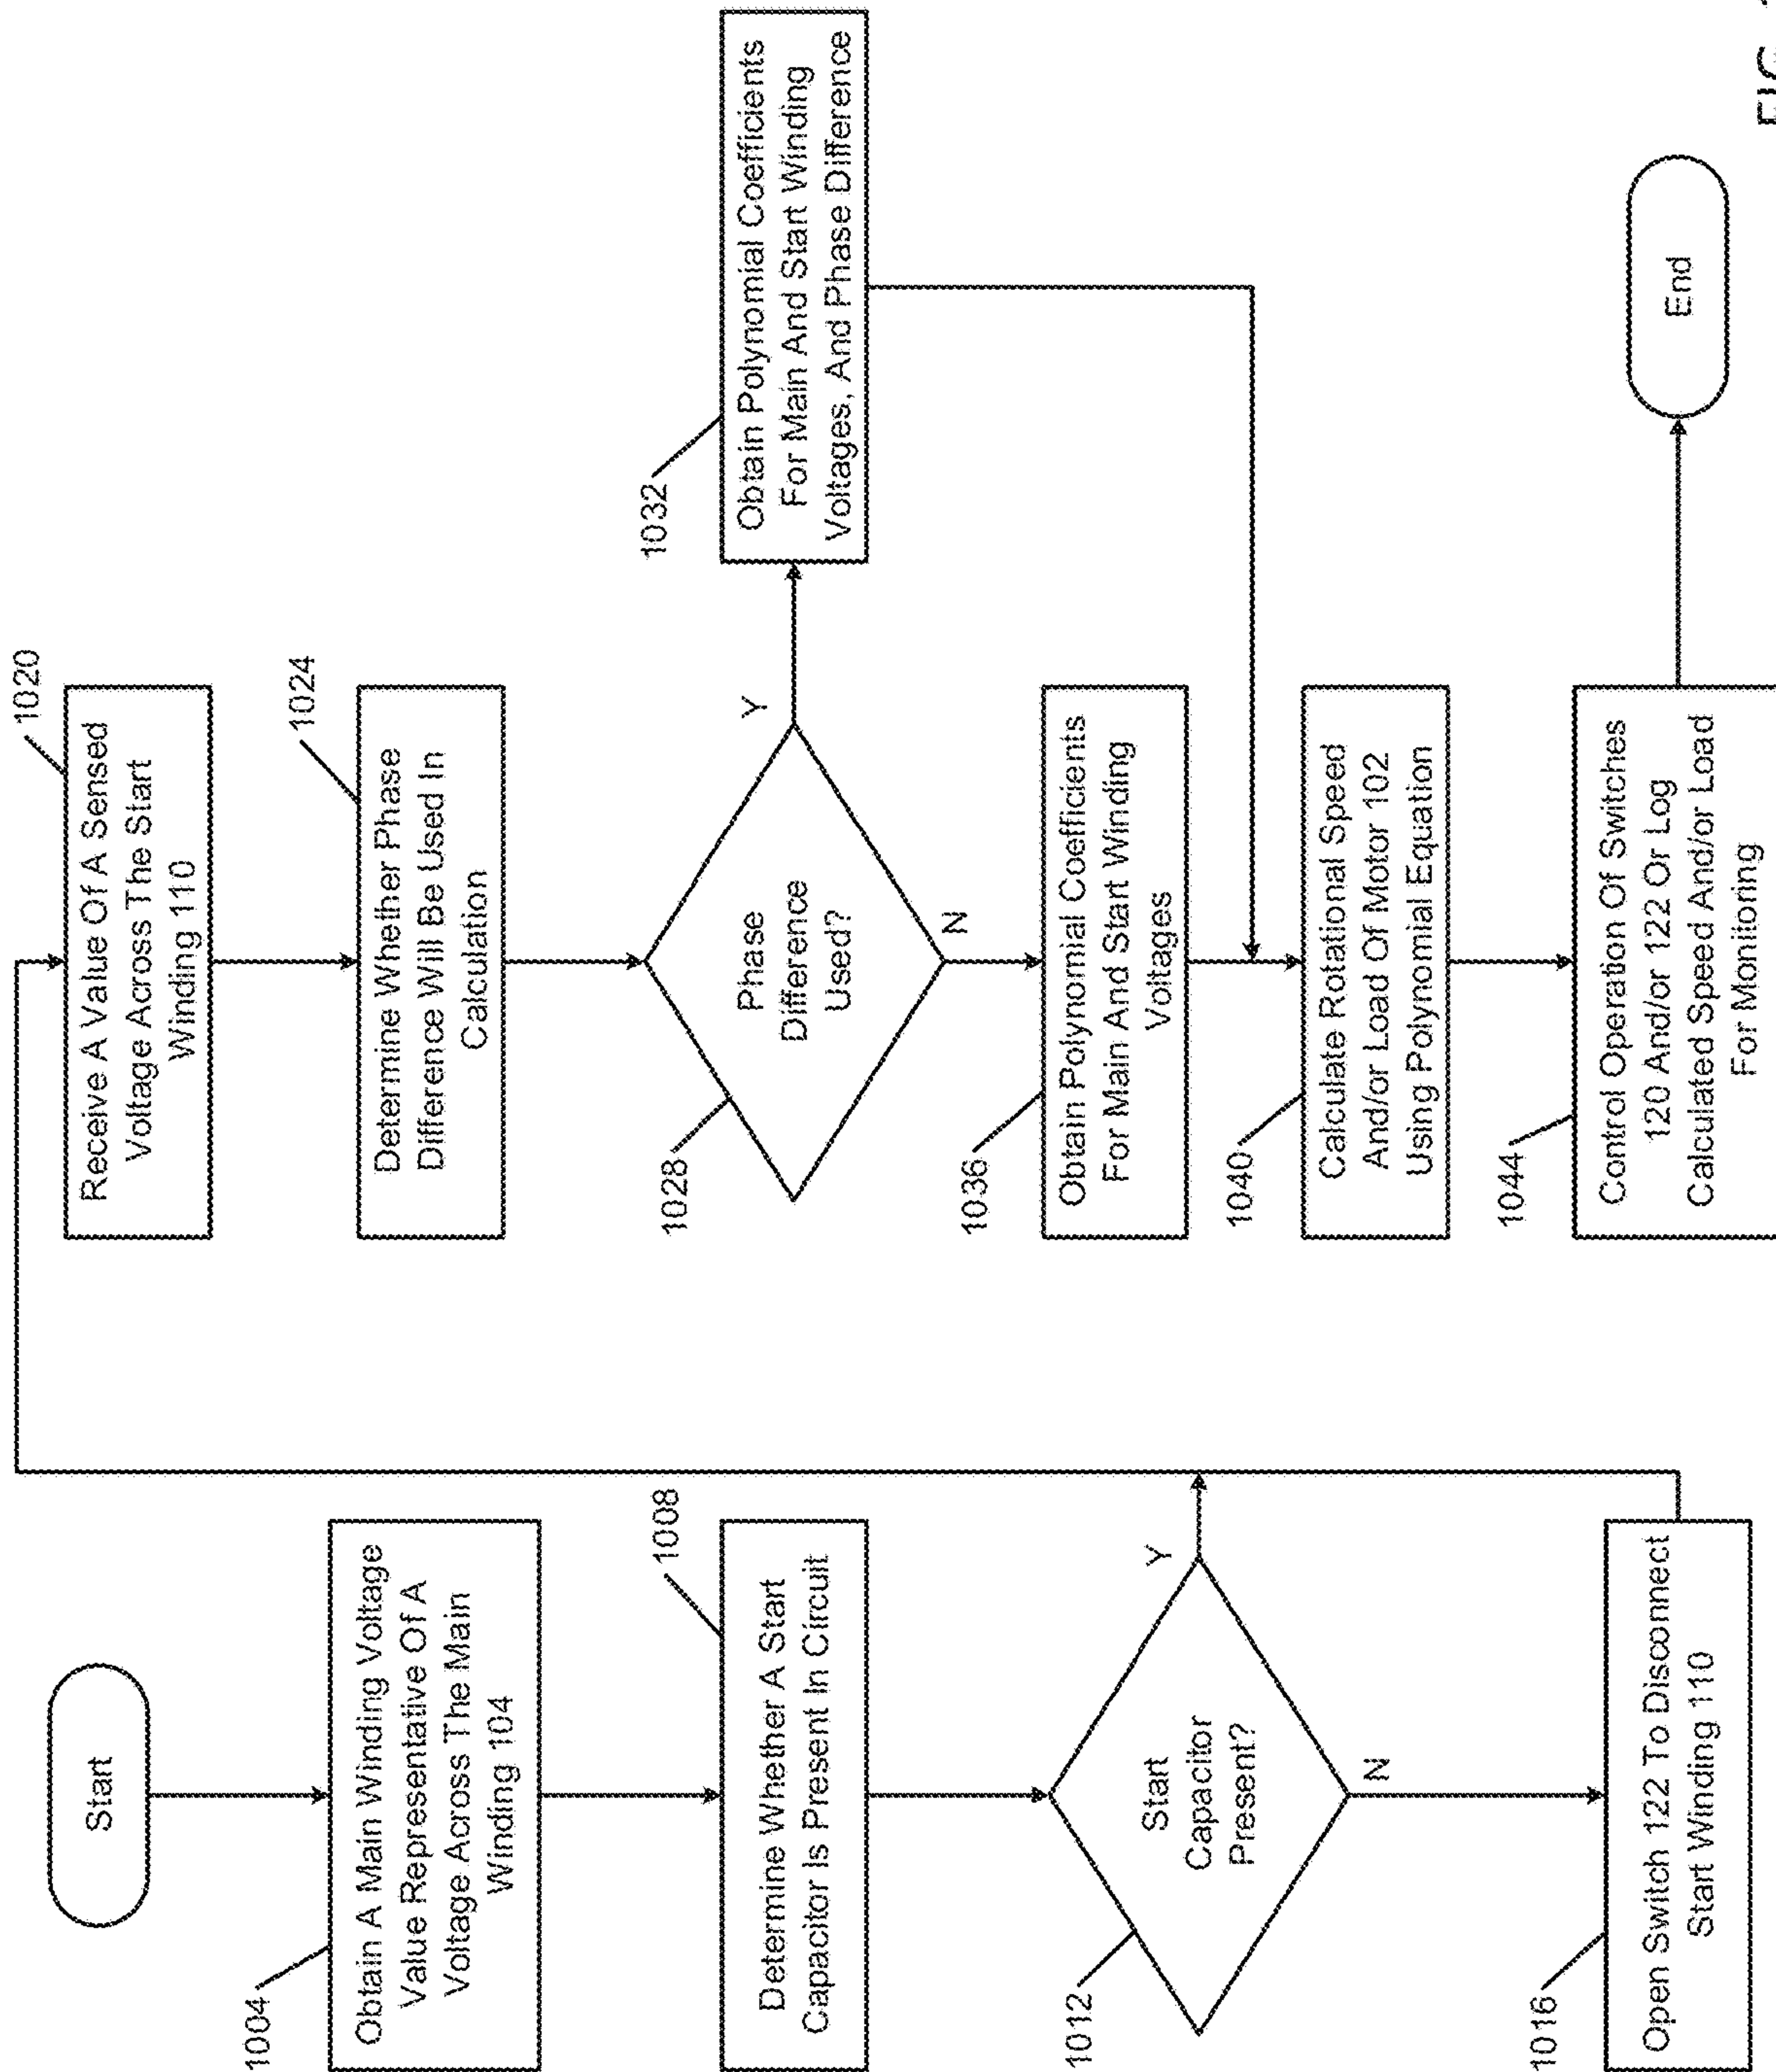 Start
1004
Obtain A Main Winding Voltage
Value Representative Of A
Voltage Across The Main
Winding 104
1008
Determine Whether A Start
Capacitor Is Present In Circuit
1012
Start
Capacitor
Present?
Y
N
1016
Open Switch 122 To Disconnect
Start Winding 110
1020
Receive A Value Of A Sensed
Voltage Across The Start
Winding 110
1024
Determine Whether Phase
Difference Will Be Used In
Calculation
1028
Phase
Difference
Used?
Y
N
1032
Obtain Polynomial Coefficients
For Main And Start Winding
Voltages, And Phase Difference
1036
Obtain Polynomial Coefficients
For Main And Start Winding
Voltages
1040
Calculate Rotational Speed
And/or Load Of Motor 102
Using Polynomial Equation
1044
Control Operation Of Switches
120 And/or 122 Or Log
Calculated Speed And/or Load
For Monitoring
End
FIG.